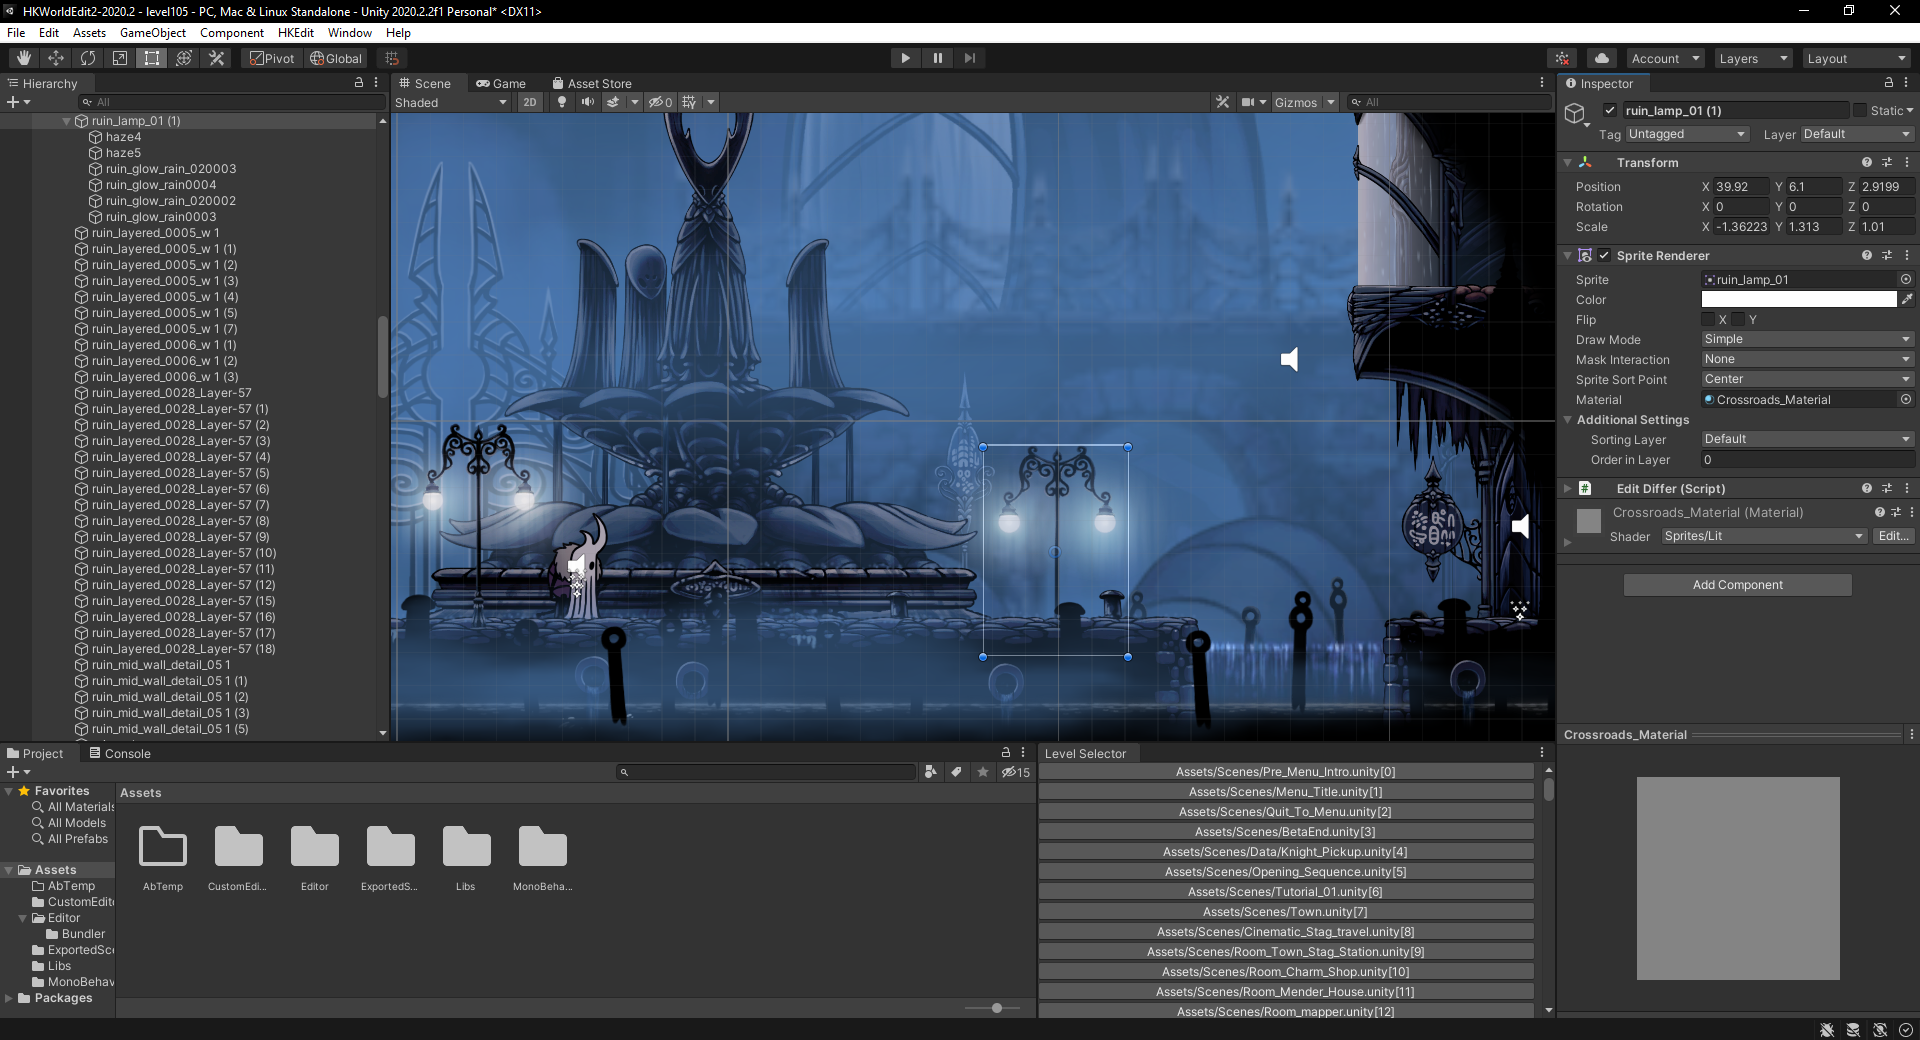 HKWorldEdit2-2020.2 - level105 - PC, Mac & Linux Standalone - Unity 2020.2.2f1 Personal* <DX11>
File Edit Assets GameObject Component HKEdit Window Help
Pivot Global Account Layers Layout
Hierarchy
All
ruin_lamp_01 (1)
haze4
haze5
ruin_glow_rain_020003
ruin_glow_rain0004
ruin_glow_rain_020002
ruin_glow_rain0003
ruin_layered_0005_w 1
ruin_layered_0005_w 1 (1)
ruin_layered_0005_w 1 (2)
ruin_layered_0005_w 1 (3)
ruin_layered_0005_w 1 (4)
ruin_layered_0005_w 1 (5)
ruin_layered_0005_w 1 (7)
ruin_layered_0006_w 1 (1)
ruin_layered_0006_w 1 (2)
ruin_layered_0006_w 1 (3)
ruin_layered_0028_Layer-57
ruin_layered_0028_Layer-57 (1)
ruin_layered_0028_Layer-57 (2)
ruin_layered_0028_Layer-57 (3)
ruin_layered_0028_Layer-57 (4)
ruin_layered_0028_Layer-57 (5)
ruin_layered_0028_Layer-57 (6)
ruin_layered_0028_Layer-57 (7)
ruin_layered_0028_Layer-57 (8)
ruin_layered_0028_Layer-57 (9)
ruin_layered_0028_Layer-57 (10)
ruin_layered_0028_Layer-57 (11)
ruin_layered_0028_Layer-57 (12)
ruin_layered_0028_Layer-57 (15)
ruin_layered_0028_Layer-57 (16)
ruin_layered_0028_Layer-57 (17)
ruin_layered_0028_Layer-57 (18)
ruin_mid_wall_detail_05 1
ruin_mid_wall_detail_05 1 (1)
ruin_mid_wall_detail_05 1 (2)
ruin_mid_wall_detail_05 1 (3)
ruin_mid_wall_detail_05 1 (5)
Scene Game Asset Store
Shaded 2D 0 Gizmos All
Inspector
ruin_lamp_01 (1) Static
Tag Untagged Layer Default
Transform
Position X 39.92 Y 6.1 Z 2.9199
Rotation X 0 Y 0 Z 0
Scale X -1.36223 Y 1.313 Z 1.01
Sprite Renderer
Sprite ruin_lamp_01
Color
Flip X Y
Draw Mode Simple
Mask Interaction None
Sprite Sort Point Center
Material Crossroads_Material
Additional Settings
Sorting Layer Default
Order in Layer 0
# Edit Differ (Script)
Crossroads_Material (Material)
Shader Sprites/Lit Edit...
Add Component
Crossroads_Material
Project Console
15
Favorites
All Materials
All Models
All Prefabs
Assets
AbTemp
CustomEdit
Editor
Bundler
ExportedSce
Libs
MonoBehav
Packages
Assets
AbTemp CustomEdi... Editor ExportedS... Libs MonoBeha...
Level Selector
Assets/Scenes/Pre_Menu_Intro.unity[0]
Assets/Scenes/Menu_Title.unity[1]
Assets/Scenes/Quit_To_Menu.unity[2]
Assets/Scenes/BetaEnd.unity[3]
Assets/Scenes/Data/Knight_Pickup.unity[4]
Assets/Scenes/Opening_Sequence.unity[5]
Assets/Scenes/Tutorial_01.unity[6]
Assets/Scenes/Town.unity[7]
Assets/Scenes/Cinematic_Stag_travel.unity[8]
Assets/Scenes/Room_Town_Stag_Station.unity[9]
Assets/Scenes/Room_Charm_Shop.unity[10]
Assets/Scenes/Room_Mender_House.unity[11]
Assets/Scenes/Room_mapper.unity[12]